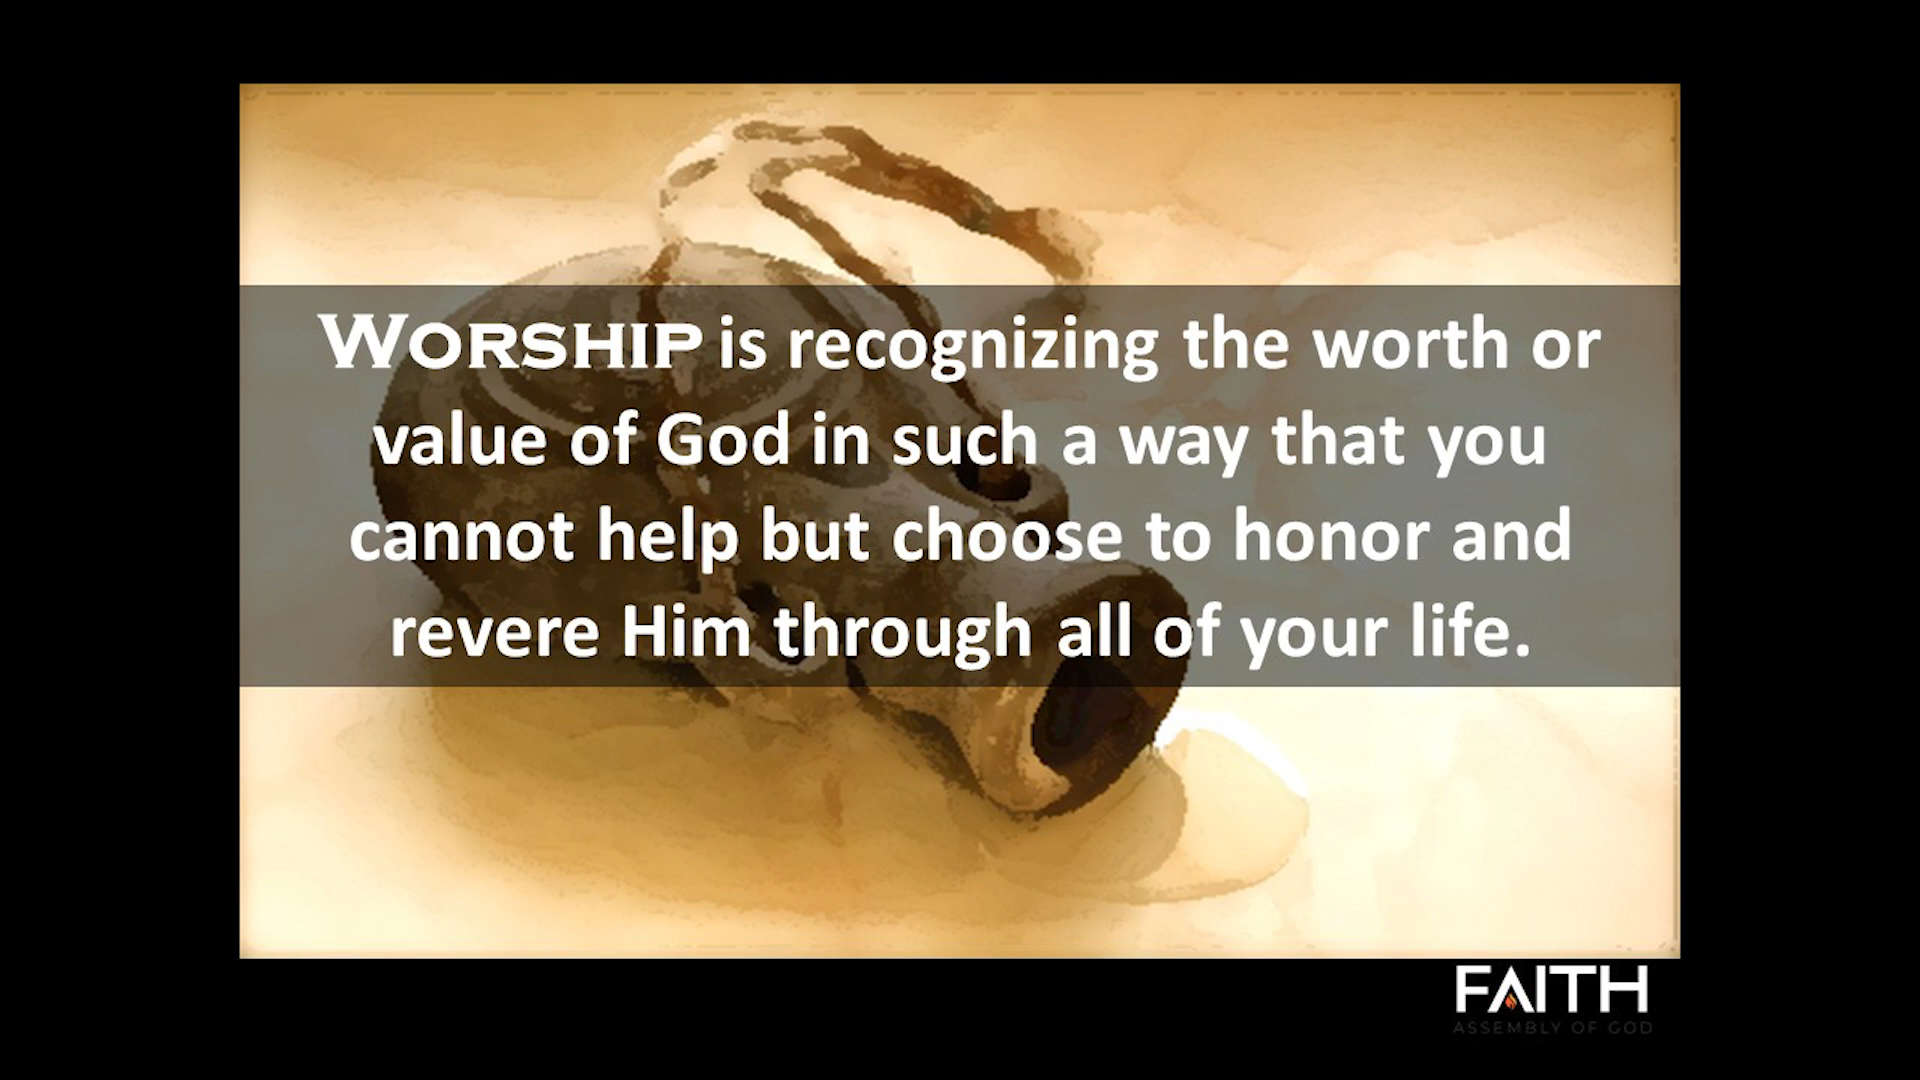 WORSHIP is recognizing the worth or
value of God in such a way that you
cannot help but choose to honor and
revere Him through all of your life.
FAITH
ASSEMBLY OF GOD